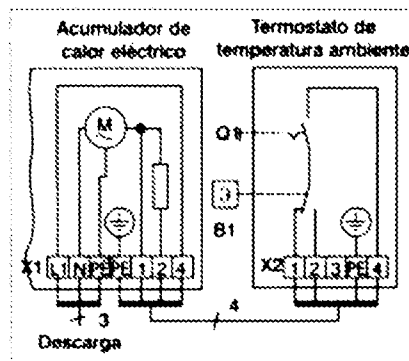 Acumulador de
calor eléctrico
Termostato de
temperatura ambiente
M
Q1
B1
X1 L1 N PE PE 1 2 4
X2 1 2 3 PE 4
3
4
Descarga